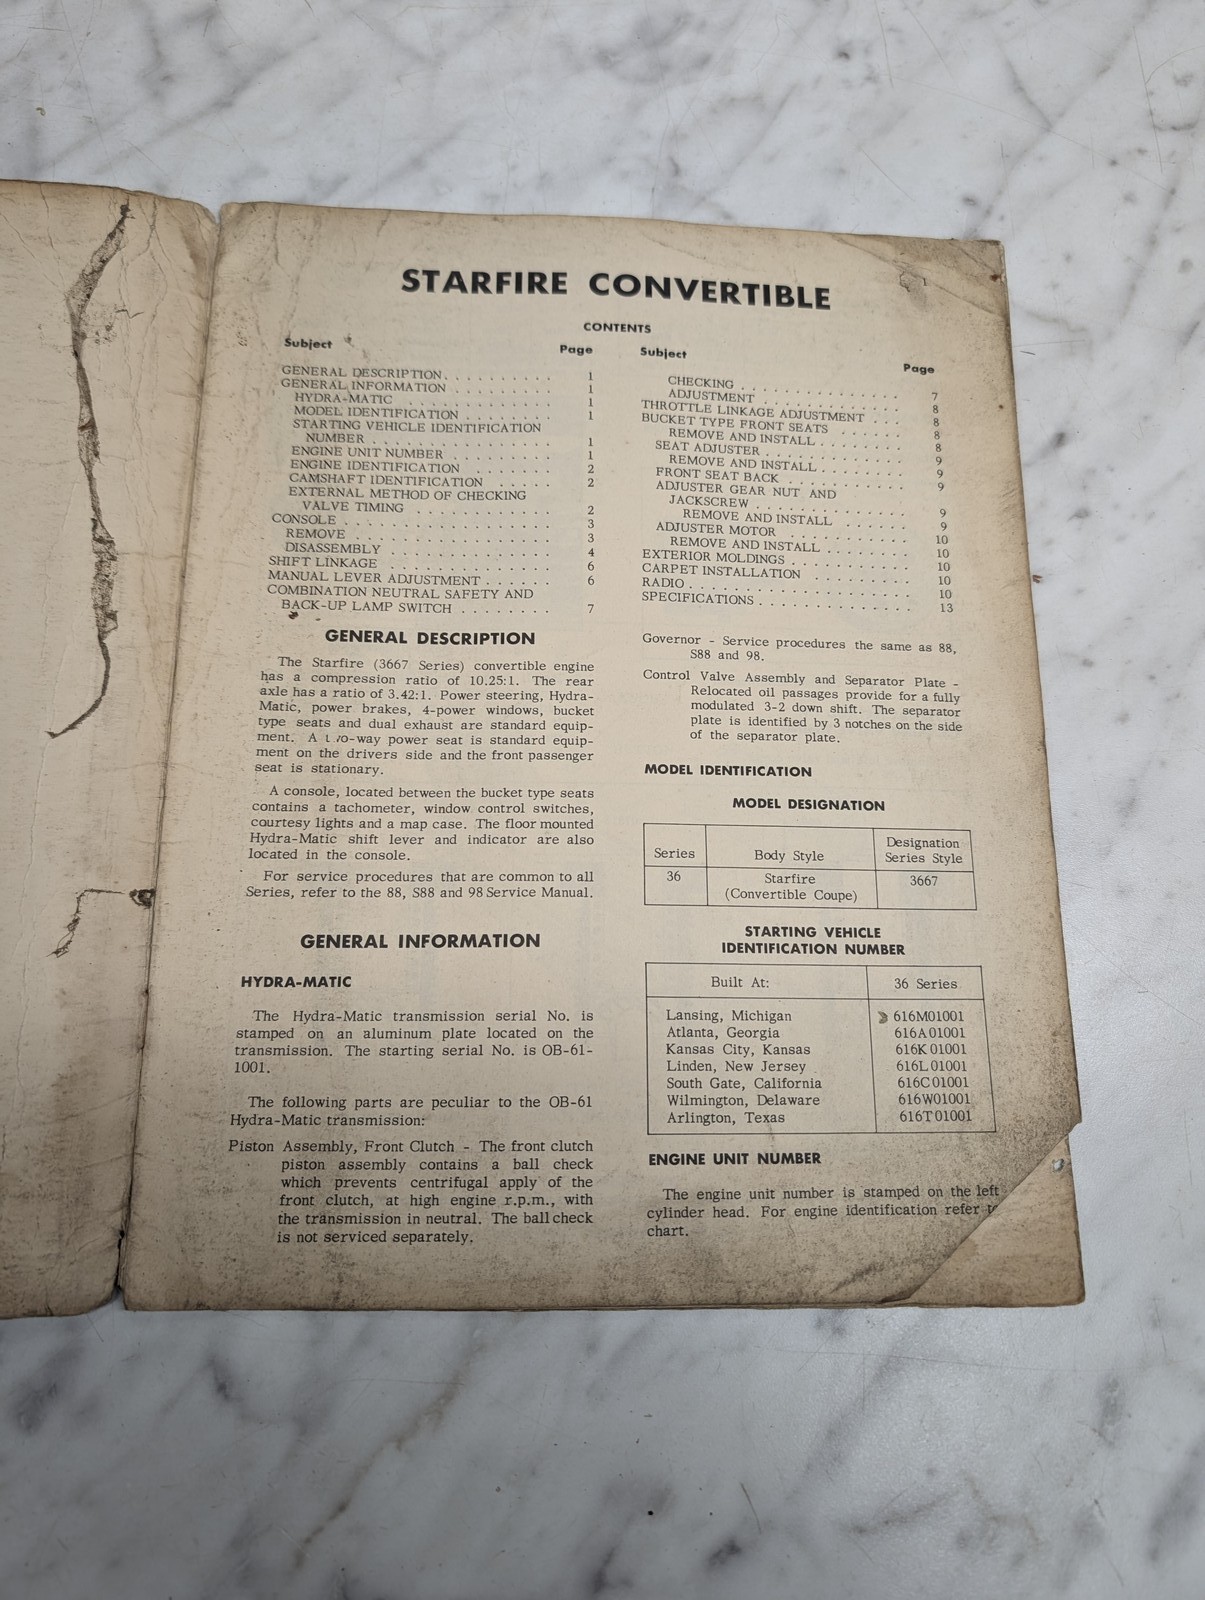 STARFIRE CONVERTIBLE
CONTENTS
Subject Page
GENERAL DESCRIPTION. . . . . . . . . . 1
GENERAL INFORMATION . . . . . . . . . 1
HYDRA-MATIC . . . . . . . . . . . . . 1
MODEL IDENTIFICATION . . . . . . . . 1
STARTING VEHICLE IDENTIFICATION
NUMBER . . . . . . . . . . . . . . . . 1
ENGINE UNIT NUMBER . . . . . . . . . 1
ENGINE IDENTIFICATION . . . . . . . 2
CAMSHAFT IDENTIFICATION . . . . . 2
EXTERNAL METHOD OF CHECKING
VALVE TIMING . . . . . . . . . . . . 2
CONSOLE . . . . . . . . . . . . . . . . . . 3
REMOVE . . . . . . . . . . . . . . . . . 3
DISASSEMBLY . . . . . . . . . . . . . . 4
SHIFT LINKAGE . . . . . . . . . . . . . . 6
MANUAL LEVER ADJUSTMENT . . . . . . 6
COMBINATION NEUTRAL SAFETY AND
BACK-UP LAMP SWITCH . . . . . . . . 7
Subject Page
CHECKING . . . . . . . . . . . . . . 7
ADJUSTMENT . . . . . . . . . . . . 8
THROTTLE LINKAGE ADJUSTMENT . . . 8
BUCKET TYPE FRONT SEATS . . . . . . 8
REMOVE AND INSTALL . . . . . . . . 8
SEAT ADJUSTER . . . . . . . . . . . . 9
REMOVE AND INSTALL . . . . . . . . 9
FRONT SEAT BACK . . . . . . . . . . . 9
ADJUSTER GEAR NUT AND
JACKSCREW . . . . . . . . . . . . . 9
REMOVE AND INSTALL . . . . . . 9
ADJUSTER MOTOR . . . . . . . . . . 10
REMOVE AND INSTALL . . . . . . . . 10
EXTERIOR MOLDINGS . . . . . . . . . . 10
CARPET INSTALLATION . . . . . . . . . 10
RADIO . . . . . . . . . . . . . . . . . . . 10
SPECIFICATIONS . . . . . . . . . . . . . . 13
GENERAL DESCRIPTION
The Starfire (3667 Series) convertible engine
has a compression ratio of 10.25:1. The rear
axle has a ratio of 3.42:1. Power steering, Hydra-
Matic, power brakes, 4-power windows, bucket
type seats and dual exhaust are standard equip-
ment. A two-way power seat is standard equip-
ment on the drivers side and the front passenger
seat is stationary.
A console, located between the bucket type seats
contains a tachometer, window control switches,
courtesy lights and a map case. The floor mounted
Hydra-Matic shift lever and indicator are also
located in the console.
For service procedures that are common to all
Series, refer to the 88, S88 and 98 Service Manual.
GENERAL INFORMATION
HYDRA-MATIC
The Hydra-Matic transmission serial No. is
stamped on an aluminum plate located on the
transmission. The starting serial No. is OB-61-
1001.
The following parts are peculiar to the OB-61
Hydra-Matic transmission:
Piston Assembly, Front Clutch - The front clutch
piston assembly contains a ball check
which prevents centrifugal apply of the
front clutch, at high engine r.p.m., with
the transmission in neutral. The ball check
is not serviced separately.
Governor - Service procedures the same as 88,
S88 and 98.
Control Valve Assembly and Separator Plate -
Relocated oil passages provide for a fully
modulated 3-2 down shift. The separator
plate is identified by 3 notches on the side
of the separator plate.
MODEL IDENTIFICATION
MODEL DESIGNATION
Series Body Style Designation Series Style
36 Starfire (Convertible Coupe) 3667
STARTING VEHICLE
IDENTIFICATION NUMBER
Built At: 36 Series
Lansing, Michigan 616M01001
Atlanta, Georgia 616A01001
Kansas City, Kansas 616K01001
Linden, New Jersey 616L01001
South Gate, California 616C01001
Wilmington, Delaware 616W01001
Arlington, Texas 616T01001
ENGINE UNIT NUMBER
The engine unit number is stamped on the left
cylinder head. For engine identification refer to
chart.